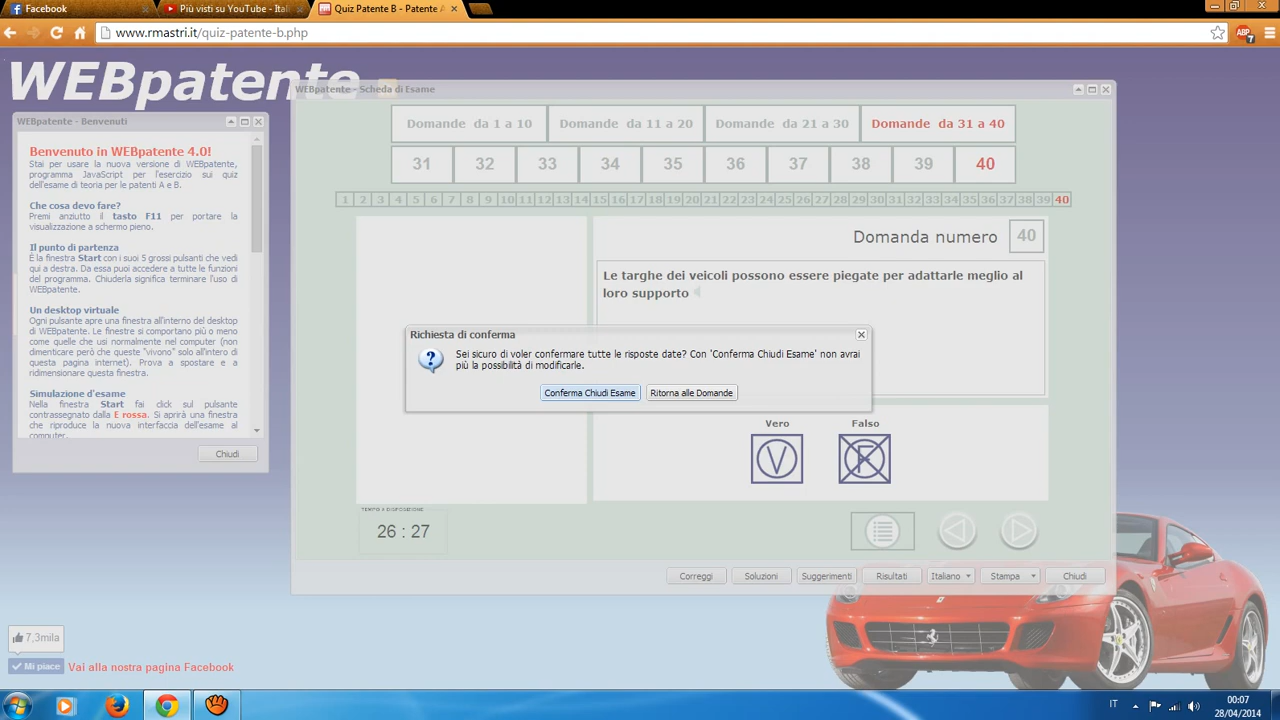 Facebook
Più visti su YouTube - Itali
Quiz Patente B - Patente A
www.rmastri.it/quiz-patente-b.php
ABP
7
WEBpatente
WEBpatente - Benvenuti
Benvenuto in WEBpatente 4.0!
Stai per usare la nuova versione di WEBpatente,
programma JavaScript per l'esercizio sui quiz
dell'esame di teoria per le patenti A e B.
Che cosa devo fare?
Premi anziutto il tasto F11 per portare la
visualizzazione a schermo pieno.
Il punto di partenza
È la finestra Start con i suoi 5 grossi pulsanti che vedi
qui a destra. Da essa puoi accedere a tutte le funzioni
del programma. Chiuderla significa terminare l'uso di
WEBpatente.
Un desktop virtuale
Ogni pulsante apre una finestra all'interno del desktop
di WEBpatente. Le finestre si comportano più o meno
come quelle che usi normalmente nel computer (non
dimenticare però che queste "vivono" solo all'intero di
questa pagina internet). Prova a spostare e a
ridimensionare questa finestra.
Simulazione d'esame
Nella finestra Start fai click sul pulsante
contrassegnato dalla E rossa. Si aprirà una finestra
che riproduce la nuova interfaccia dell'esame al
computer.
Chiudi
WEBpatente - Scheda di Esame
Domande da 1 a 10 Domande da 11 a 20 Domande da 21 a 30 Domande da 31 a 40
31 32 33 34 35 36 37 38 39 40
1 2 3 4 5 6 7 8 9 10 11 12 13 14 15 16 17 18 19 20 21 22 23 24 25 26 27 28 29 30 31 32 33 34 35 36 37 38 39 40
Domanda numero 40
Le targhe dei veicoli possono essere piegate per adattarle meglio al
loro supporto
Richiesta di conferma
Sei sicuro di voler confermare tutte le risposte date? Con 'Conferma Chiudi Esame' non avrai
più la possibilità di modificarle.
Conferma Chiudi Esame Ritorna alle Domande
Vero Falso
V F
TEMPO A DISPOSIZIONE
26 : 27
Correggi Soluzioni Suggerimenti Risultati Italiano Stampa Chiudi
7,3mila
Mi piace Vai alla nostra pagina Facebook
IT
00:07
28/04/2014